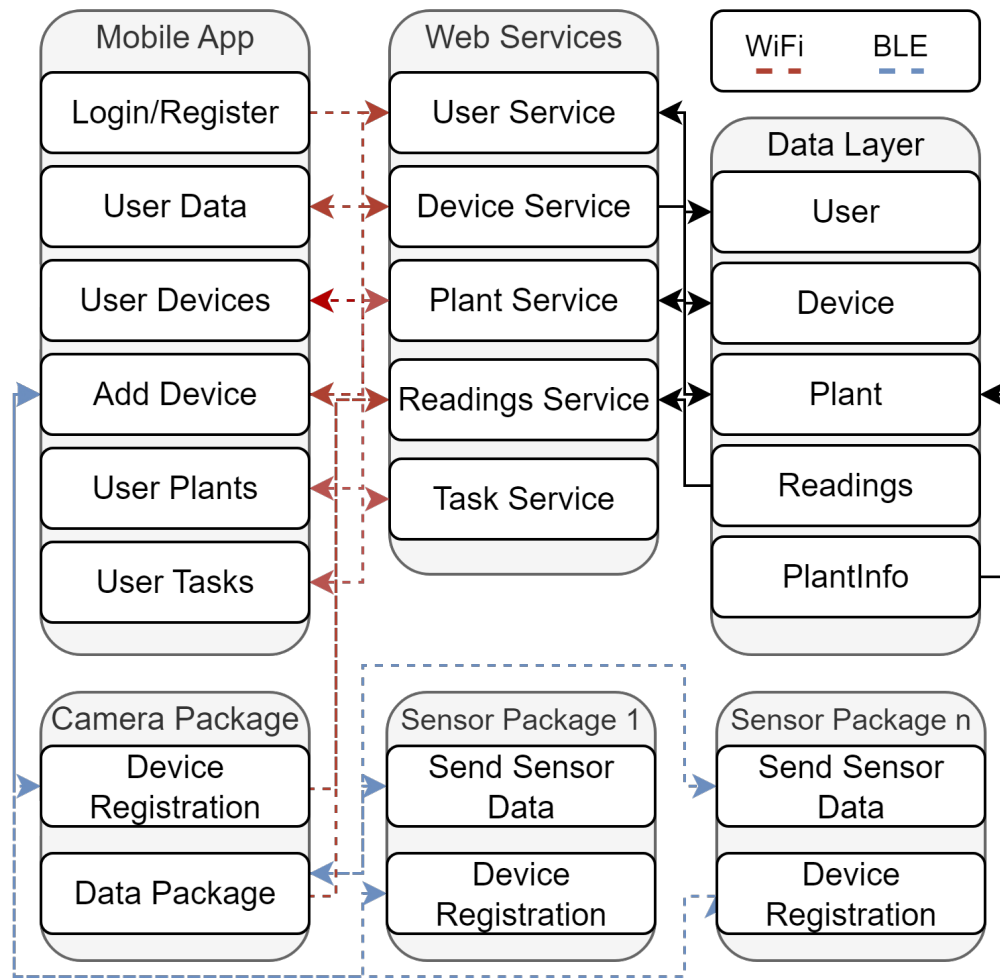 Mobile App
Login/Register
User Data
User Devices
Add Device
User Plants
User Tasks
Web Services
User Service
Device Service
Plant Service
Readings Service
Task Service
WiFi
BLE
Data Layer
User
Device
Plant
Readings
PlantInfo
Camera Package
Device
Registration
Data Package
Sensor Package 1
Send Sensor
Data
Device
Registration
Sensor Package n
Send Sensor
Data
Device
Registration